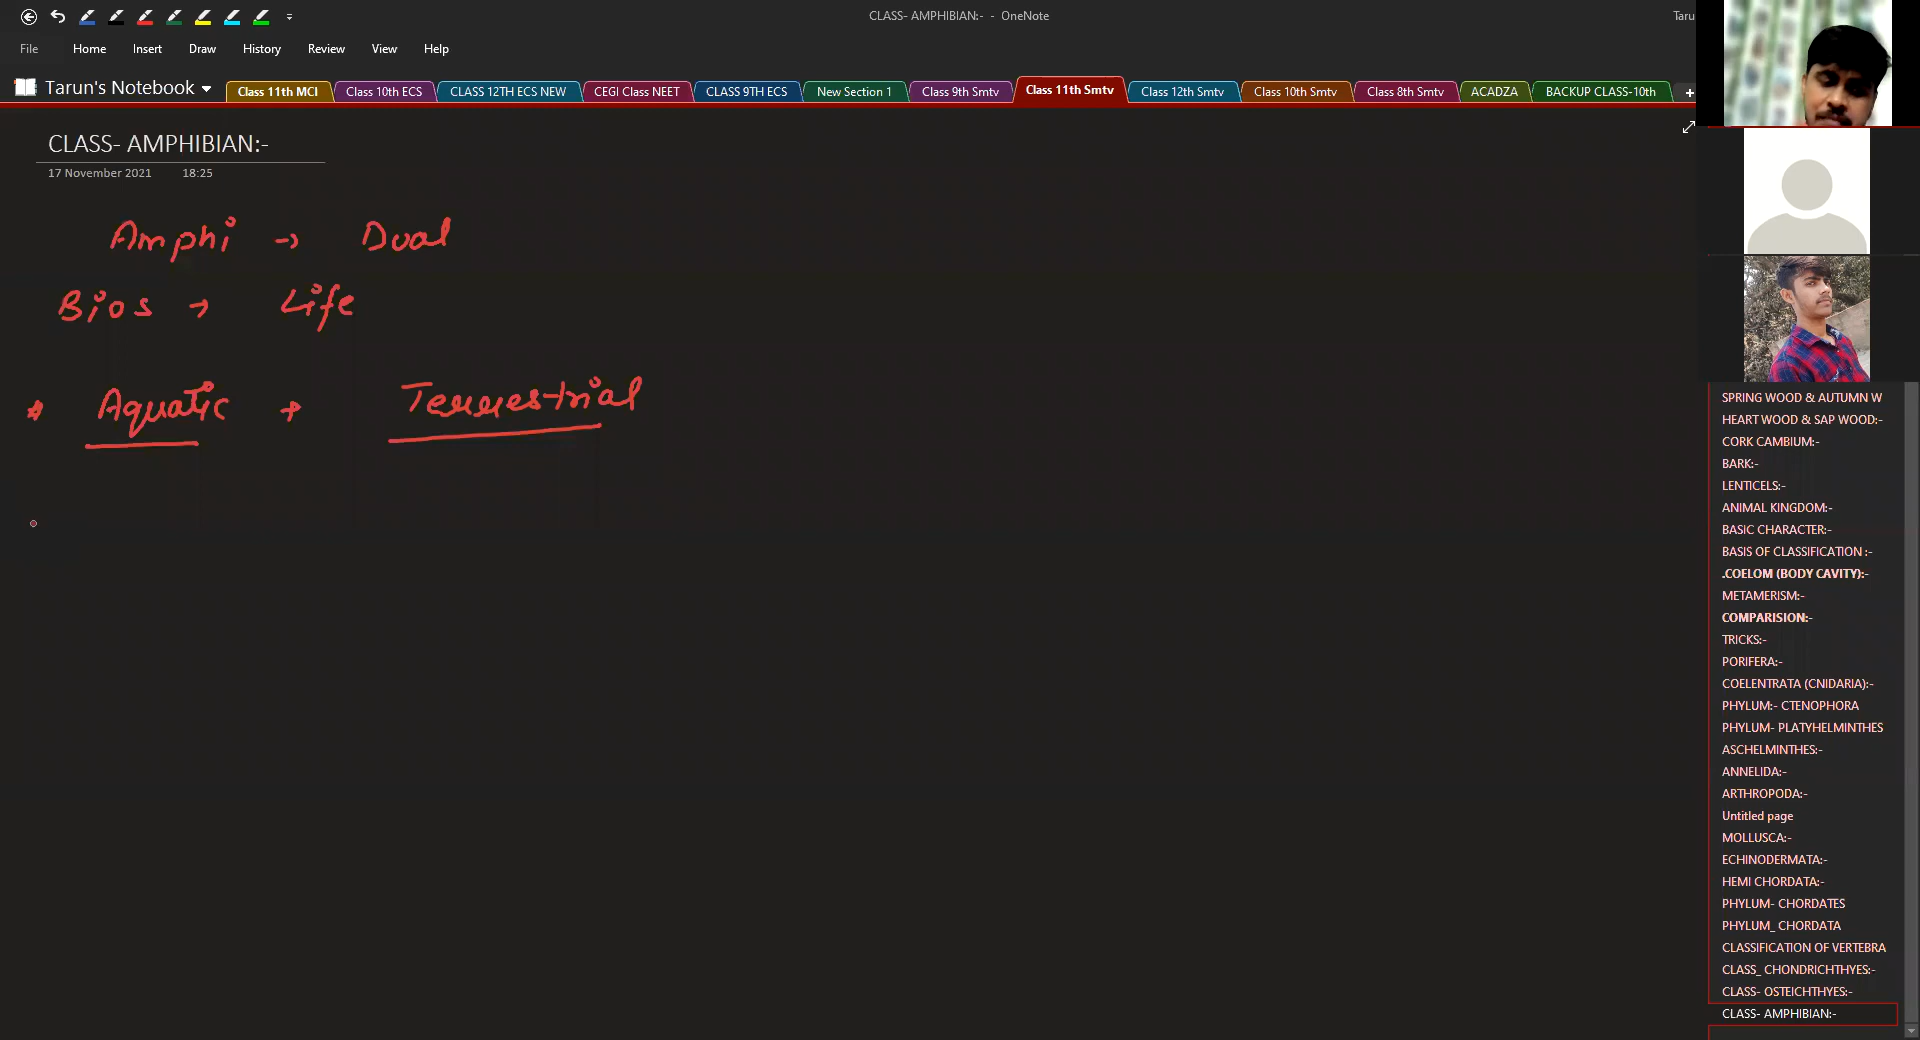 CLASS- AMPHIBIAN:- - OneNote
Taru
File Home Insert Draw History Review View Help
Tarun's Notebook
Class 11th MCI Class 10th ECS CLASS 12TH ECS NEW CEGI Class NEET CLASS 9TH ECS New Section 1 Class 9th Smtv Class 11th Smtv Class 12th Smtv Class 10th Smtv Class 8th Smtv ACADZA BACKUP CLASS-10th +
CLASS- AMPHIBIAN:-
17 November 2021 18:25
Amphi → Dual
Bios → Life
* Aquatic + Terrestrial
SPRING WOOD & AUTUMN W
HEART WOOD & SAP WOOD:-
CORK CAMBIUM:-
BARK:-
LENTICELS:-
ANIMAL KINGDOM:-
BASIC CHARACTER:-
BASIS OF CLASSIFICATION :-
.COELOM (BODY CAVITY):-
METAMERISM:-
COMPARISION:-
TRICKS:-
PORIFERA:-
COELENTRATA (CNIDARIA):-
PHYLUM:- CTENOPHORA
PHYLUM- PLATYHELMINTHES
ASCHELMINTHES:-
ANNELIDA:-
ARTHROPODA:-
Untitled page
MOLLUSCA:-
ECHINODERMATA:-
HEMI CHORDATA:-
PHYLUM- CHORDATES
PHYLUM_ CHORDATA
CLASSIFICATION OF VERTEBRA
CLASS_ CHONDRICHTHYES:-
CLASS- OSTEICHTHYES:-
CLASS- AMPHIBIAN:-